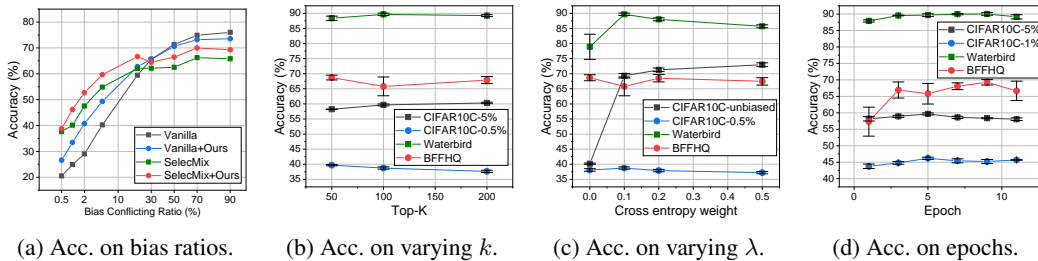 Accuracy (%)
90
80
70
60
50
40
30
20
0.5 2 10 30 50 70 90
Bias Conflicting Ratio (%)
Vanilla
Vanilla+Ours
SelecMix
SelecMix+Ours
(a) Acc. on bias ratios.
Accuracy (%)
90
85
80
75
70
65
60
55
50
45
40
35
50 100 150 200
Top-K
CIFAR10C-5%
CIFAR10C-0.5%
Waterbird
BFFHQ
(b) Acc. on varying k.
Accuracy (%)
90
85
80
75
70
65
60
55
50
45
40
35
0.0 0.1 0.2 0.3 0.4 0.5
Cross entropy weight
CIFAR10C-unbiased
CIFAR10C-0.5%
Waterbird
BFFHQ
(c) Acc. on varying λ.
Accuracy (%)
90
85
80
75
70
65
60
55
50
45
40
35
0 5 10
Epoch
CIFAR10C-5%
CIFAR10C-1%
Waterbird
BFFHQ
(d) Acc. on epochs.